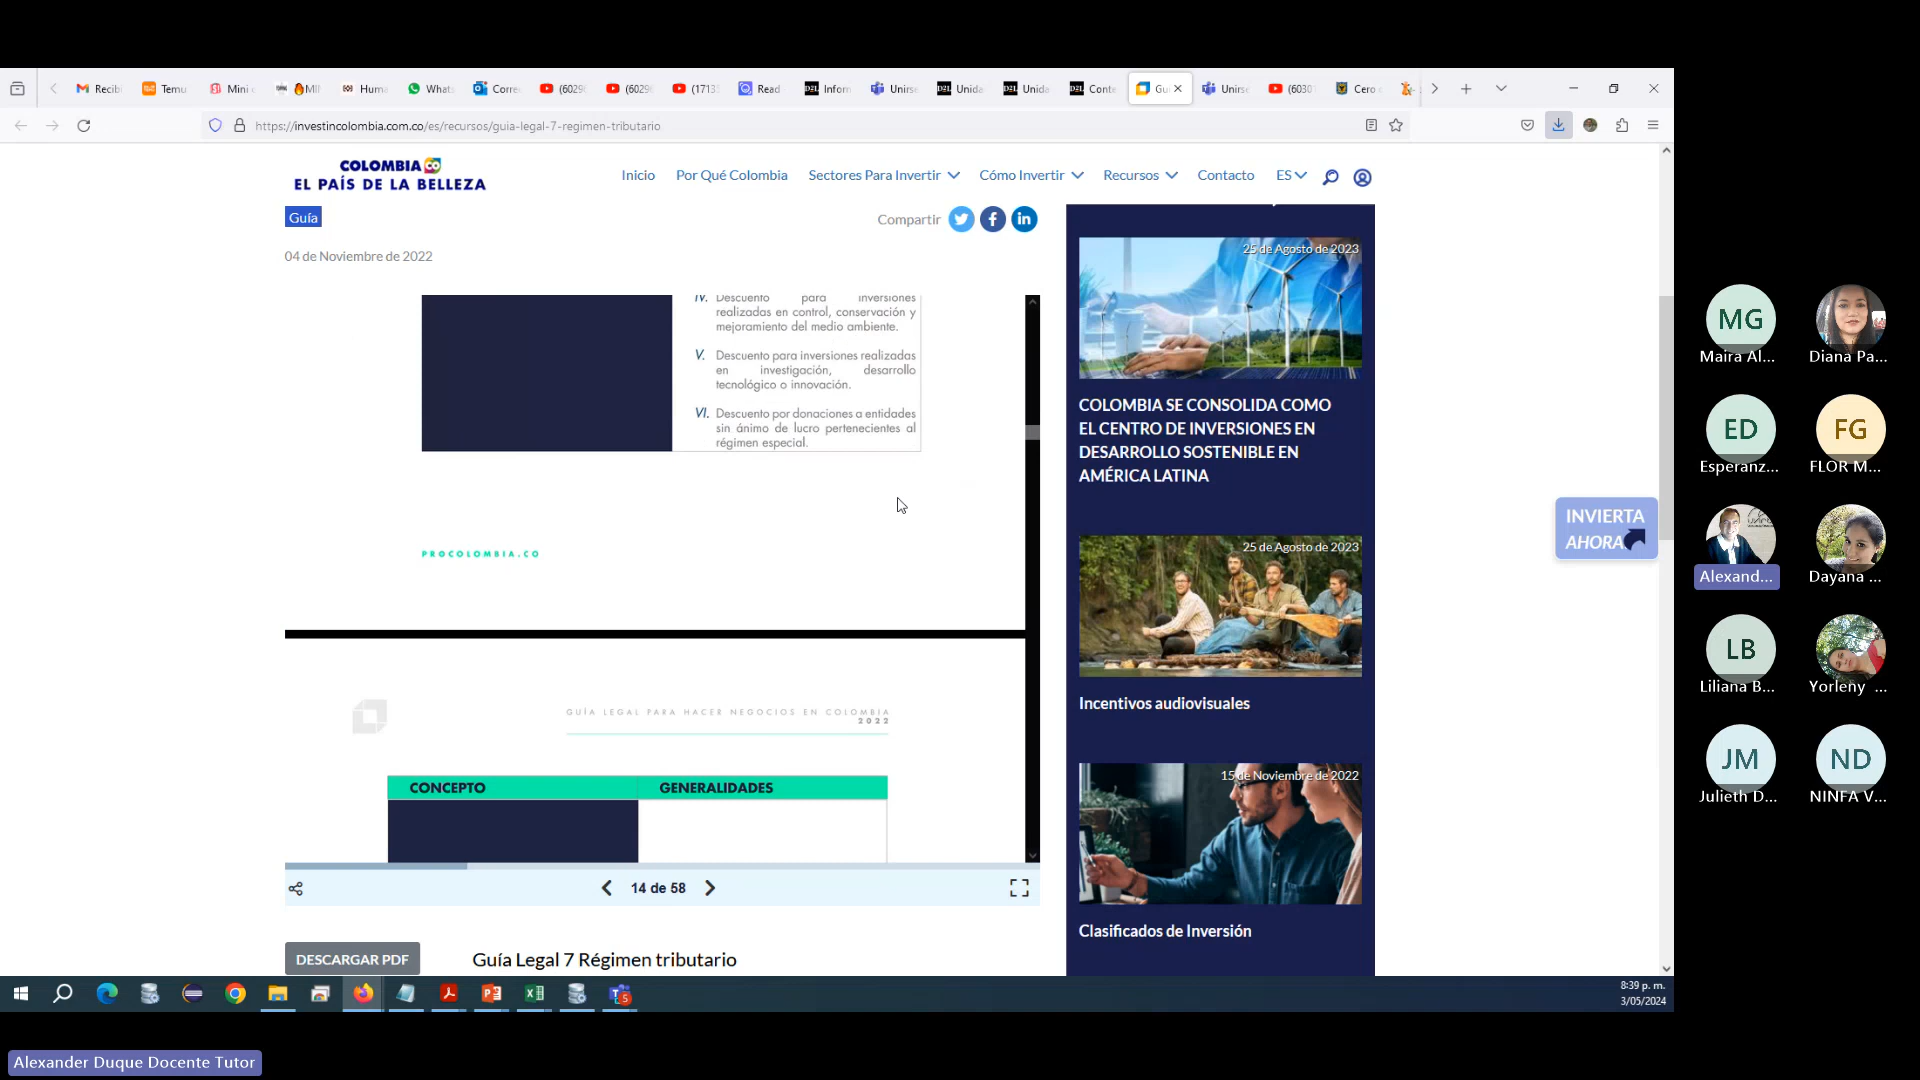 Recib
Temu
Mini
MII
Huma
Whats
Corre
(6029
(6029
(1713
Read
Inform
Unirse
Unida
Unida
Conte
Gu
Unirse
(6030
Cero
https://investincolombia.com.co/es/recursos/guia-legal-7-regimen-tributario
COLOMBIA CO
EL PAÍS DE LA BELLEZA
Inicio
Por Qué Colombia
Sectores Para Invertir
Cómo Invertir
Recursos
Contacto
ES
Guía
Compartir
04 de Noviembre de 2022
IV. Descuento para inversiones
realizadas en control, conservación y
mejoramiento del medio ambiente.
V. Descuento para inversiones realizadas
en investigación, desarrollo
tecnológico o innovación.
VI. Descuento por donaciones a entidades
sin ánimo de lucro pertenecientes al
régimen especial.
PROCOLOMBIA.CO
GUÍA LEGAL PARA HACER NEGOCIOS EN COLOMBIA
2022
CONCEPTO
GENERALIDADES
14 de 58
DESCARGAR PDF
Guía Legal 7 Régimen tributario
25 de Agosto de 2023
COLOMBIA SE CONSOLIDA COMO
EL CENTRO DE INVERSIONES EN
DESARROLLO SOSTENIBLE EN
AMÉRICA LATINA
25 de Agosto de 2023
Incentivos audiovisuales
15 de Noviembre de 2022
Clasificados de Inversión
INVIERTA
AHORA
8:39 p. m.
3/05/2024
MG
Maira Al...
Diana Pa...
ED
Esperanz...
FG
FLOR M...
Alexand...
Dayana ...
LB
Liliana B...
Yorleny ...
JM
Julieth D...
ND
NINFA V...
Alexander Duque Docente Tutor